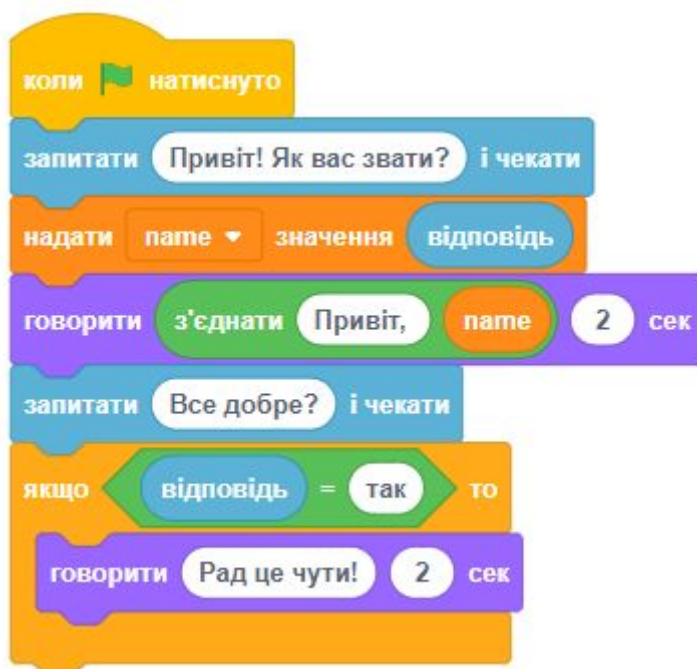 коли натиснуто
запитати Привіт! Як вас звати? і чекати
надати name значення відповідь
говорити з'єднати Привіт, name 2 сек
запитати Все добре? і чекати
якщо відповідь = так то
говорити Рад це чути! 2 сек